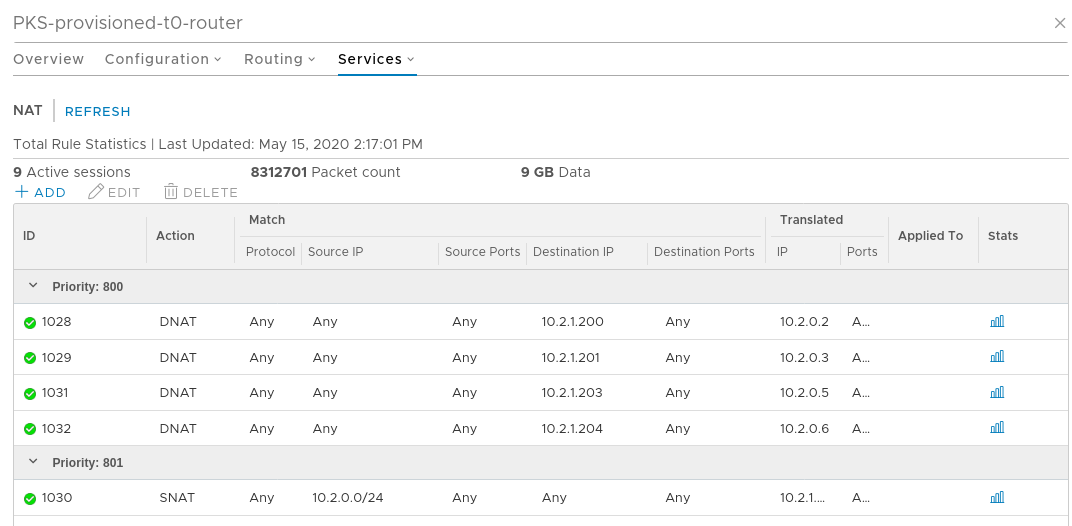 PKS-provisioned-t0-router
Overview Configuration Routing Services
NAT REFRESH
Total Rule Statistics | Last Updated: May 15, 2020 2:17:01 PM
9 Active sessions 8312701 Packet count 9 GB Data
ADD EDIT DELETE
Match Translated
ID Action Applied To Stats
Protocol Source IP Source Ports Destination IP Destination Ports IP Ports
Priority: 800
1028 DNAT Any Any Any 10.2.1.200 Any 10.2.0.2 A...
1029 DNAT Any Any Any 10.2.1.201 Any 10.2.0.3 A...
1031 DNAT Any Any Any 10.2.1.203 Any 10.2.0.5 A...
1032 DNAT Any Any Any 10.2.1.204 Any 10.2.0.6 A...
Priority: 801
1030 SNAT Any 10.2.0.0/24 Any Any Any 10.2.1.... A...